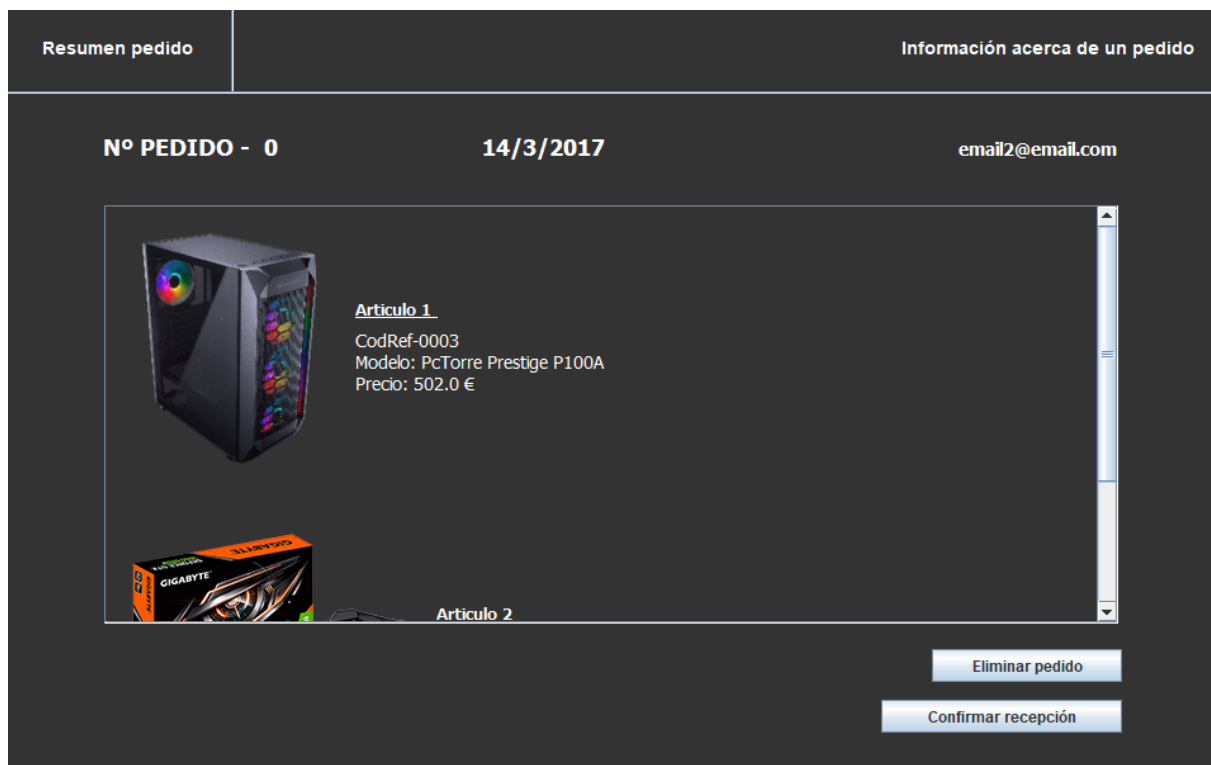 Resumen pedido
Información acerca de un pedido
Nº PEDIDO - 0
14/3/2017
email2@email.com
Articulo 1
CodRef-0003
Modelo: PcTorre Prestige P100A
Precio: 502.0 €
GIGABYTE
GIGABYTE
Articulo 2
Eliminar pedido
Confirmar recepción